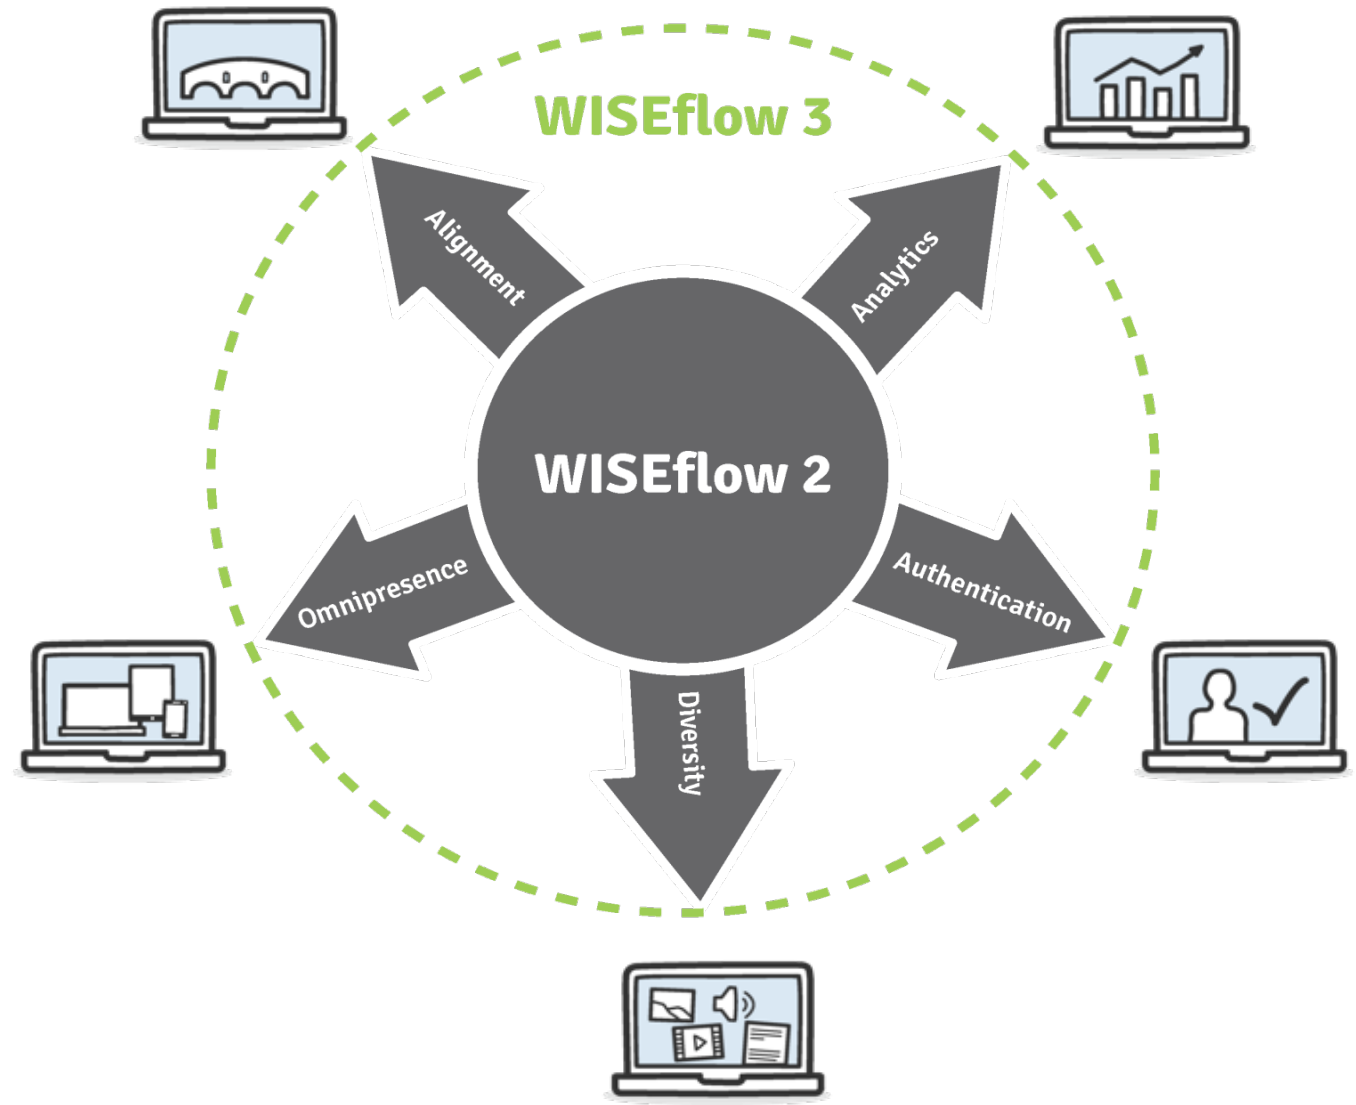 WISEflow 3
Alignment
Analytics
WISEflow 2
Omnipresence
Authentication
Diversity